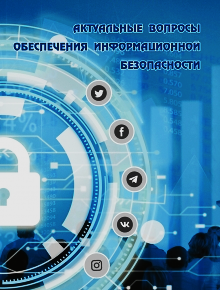 АКТУАЛЬНЫЕ ВОПРОСЫ
ОБЕСПЕЧЕНИЯ ИНФОРМАЦИОННОЙ
БЕЗОПАСНОСТИ